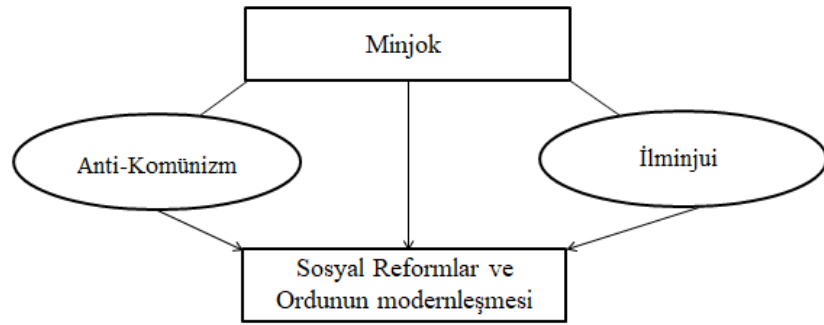 Minjok
Anti-Komünizm
İlminjui
Sosyal Reformlar ve
Ordunun modernleşmesi